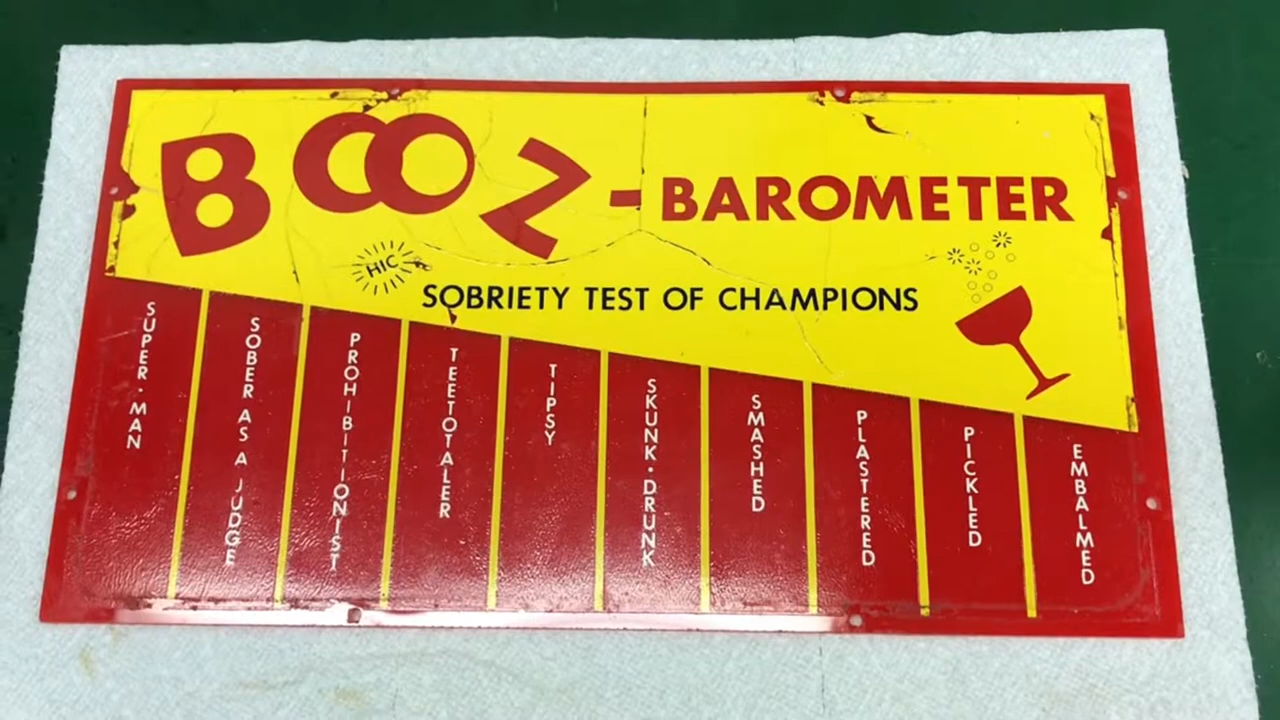 BOOZ-BAROMETER
HIC
SOBRIETY TEST OF CHAMPIONS
SUPER·MAN
SOBER AS A JUDGE
PROHIBITIONIST
TEETOTALER
TIPSY
SKUNK·DRUNK
SMASHED
PLASTERED
PICKLED
EMBALMED